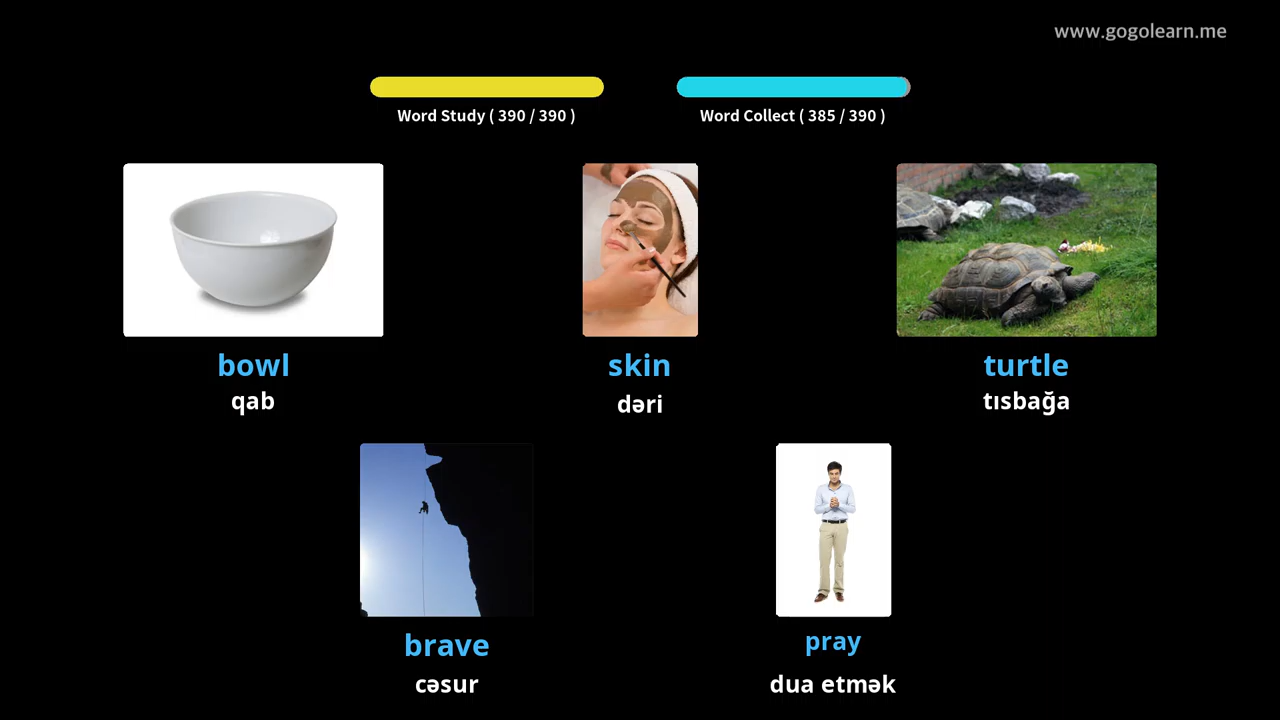 www.gogolearn.me
Word Study ( 390 / 390 )
Word Collect ( 385 / 390 )
bowl
qab
skin
dəri
turtle
tısbağa
brave
cəsur
pray
dua etmək